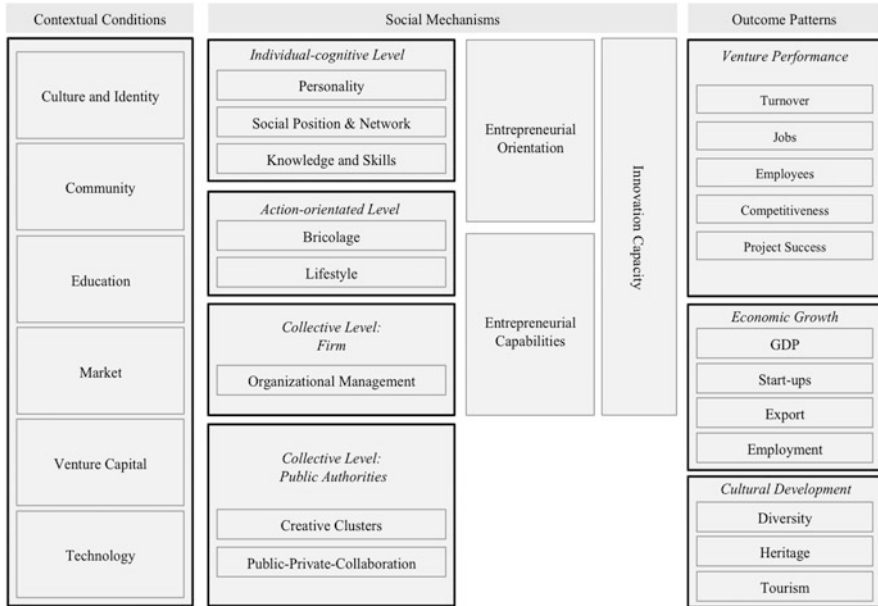 Contextual Conditions
Social Mechanisms
Outcome Patterns
Culture and Identity
Community
Education
Market
Venture Capital
Technology
Individual-cognitive Level
Personality
Social Position & Network
Knowledge and Skills
Action-orientated Level
Bricolage
Lifestyle
Collective Level:
Firm
Organizational Management
Collective Level:
Public Authorities
Creative Clusters
Public-Private-Collaboration
Entrepreneurial
Orientation
Entrepreneurial
Capabilities
Innovation Capacity
Venture Performance
Turnover
Jobs
Employees
Competitiveness
Project Success
Economic Growth
GDP
Start-ups
Export
Employment
Cultural Development
Diversity
Heritage
Tourism